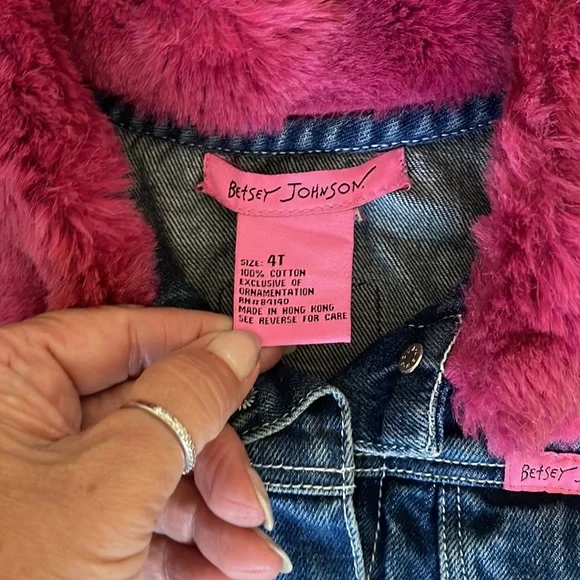 BETSEY JOHNSON.
SIZE: 4T
100% COTTON
EXCLUSIVE OF
ORNAMENTATION
RN#84140
MADE IN HONG KONG
SEE REVERSE FOR CARE
BETSEY J